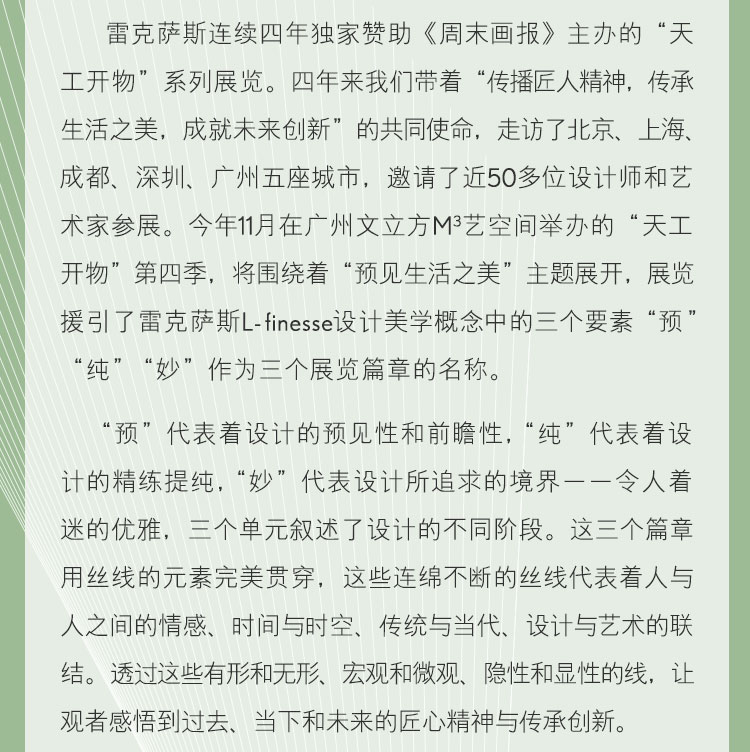 雷克萨斯连续四年独家赞助《周末画报》主办的“天
工开物”系列展览。四年来我们带着“传播匠人精神，传承
生活之美，成就未来创新”的共同使命，走访了北京、上海、
成都、深圳、广州五座城市，邀请了近50多位设计师和艺
术家参展。今年11月在广州文立方M³艺空间举办的“天工
开物”第四季，将围绕着“预见生活之美”主题展开，展览
援引了雷克萨斯L-finesse设计美学概念中的三个要素“预”
“纯”“妙”作为三个展览篇章的名称。
“预”代表着设计的预见性和前瞻性，“纯”代表着设
计的精练提纯，“妙”代表设计所追求的境界——令人着
迷的优雅，三个单元叙述了设计的不同阶段。这三个篇章
用丝线的元素完美贯穿，这些连绵不断的丝线代表着人与
人之间的情感、时间与时空、传统与当代、设计与艺术的联
结。透过这些有形和无形、宏观和微观、隐性和显性的线，让
观者感悟到过去、当下和未来的匠心精神与传承创新。